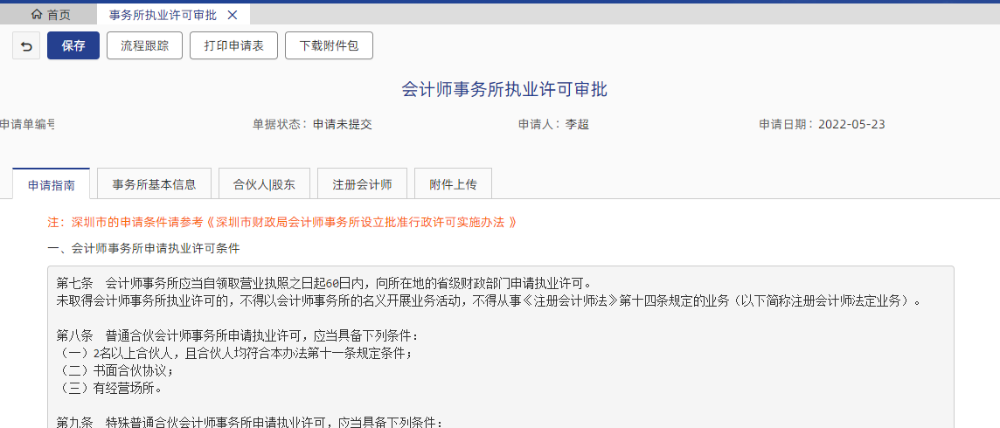 首页 事务所执业许可审批
保存 流程跟踪 打印申请表 下载附件包
会计师事务所执业许可审批
申请单编号 单据状态：申请未提交 申请人：李超 申请日期：2022-05-23
申请指南 事务所基本信息 合伙人|股东 注册会计师 附件上传
注：深圳市的申请条件请参考《深圳市财政局会计师事务所设立批准行政许可实施办法 》
一、会计师事务所申请执业许可条件
第七条 会计师事务所应当自领取营业执照之日起60日内，向所在地的省级财政部门申请执业许可。
未取得会计师事务所执业许可的，不得以会计师事务所的名义开展业务活动，不得从事《注册会计师法》第十四条规定的业务（以下简称注册会计师法定业务）。
第八条 普通合伙会计师事务所申请执业许可，应当具备下列条件：
（一）2名以上合伙人，且合伙人均符合本办法第十一条规定条件；
（二）书面合伙协议；
（三）有经营场所。
第九条 特殊普通合伙会计师事务所申请执业许可，应当具备下列条件：